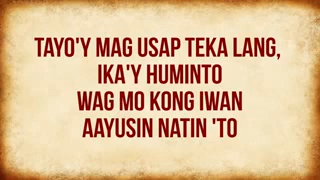 TAYO'Y MAG USAP TEKA LANG,
IKA'Y HUMINTO
WAG MO KONG IWAN
AAYUSIN NATIN 'TO